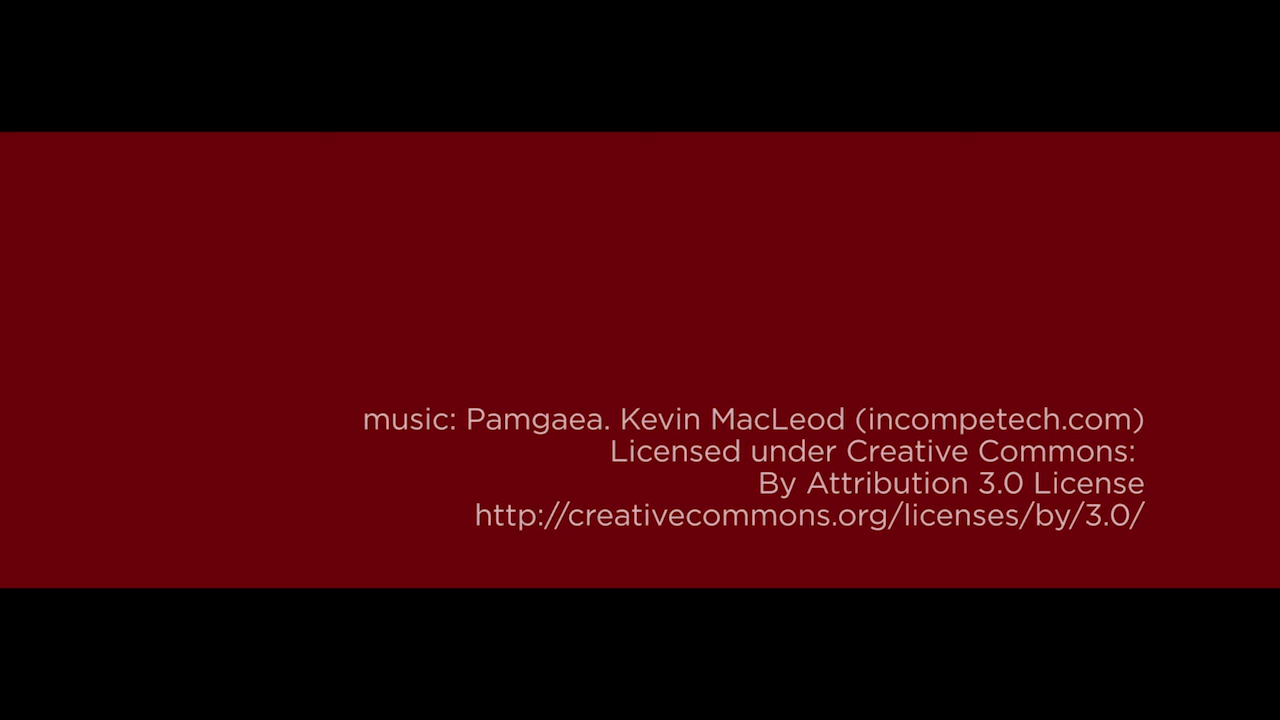 music: Pamgaea. Kevin MacLeod (incompetech.com)
Licensed under Creative Commons:
By Attribution 3.0 License
http://creativecommons.org/licenses/by/3.0/